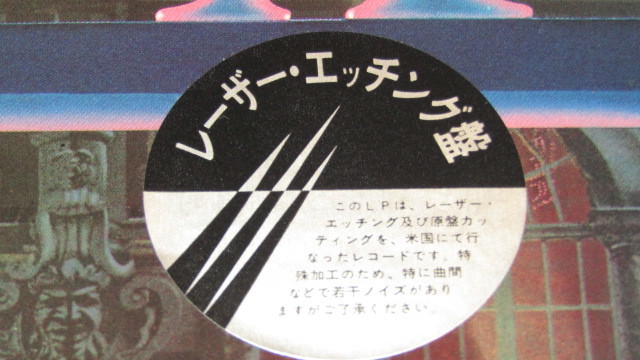 レーザー・エッチング盤
このLPは、レーザー・
エッチング及び原盤カッ
ティングを、米国にて行
なったレコードです。特
殊加工のため、特に曲間
などで若干ノイズがあり
ますがご了承ください。